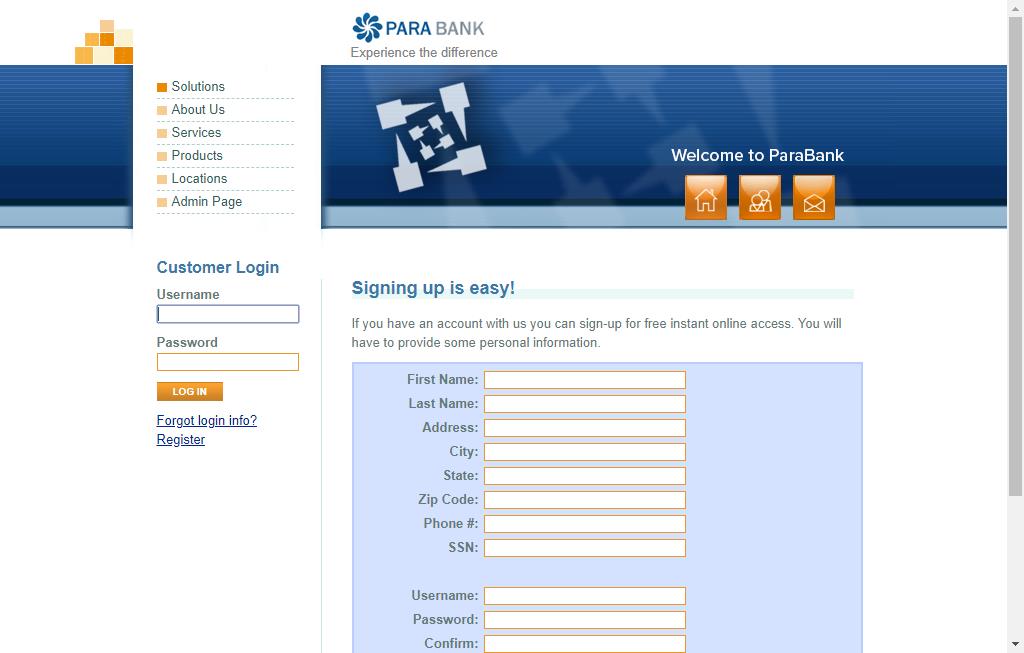 PARA BANK
Experience the difference
Solutions
About Us
Services
Products
Locations
Admin Page
Welcome to ParaBank
Customer Login
Username
Password
LOG IN
Forgot login info?
Register
Signing up is easy!
If you have an account with us you can sign-up for free instant online access. You will
have to provide some personal information.
First Name:
Last Name:
Address:
City:
State:
Zip Code:
Phone #:
SSN:
Username:
Password:
Confirm: